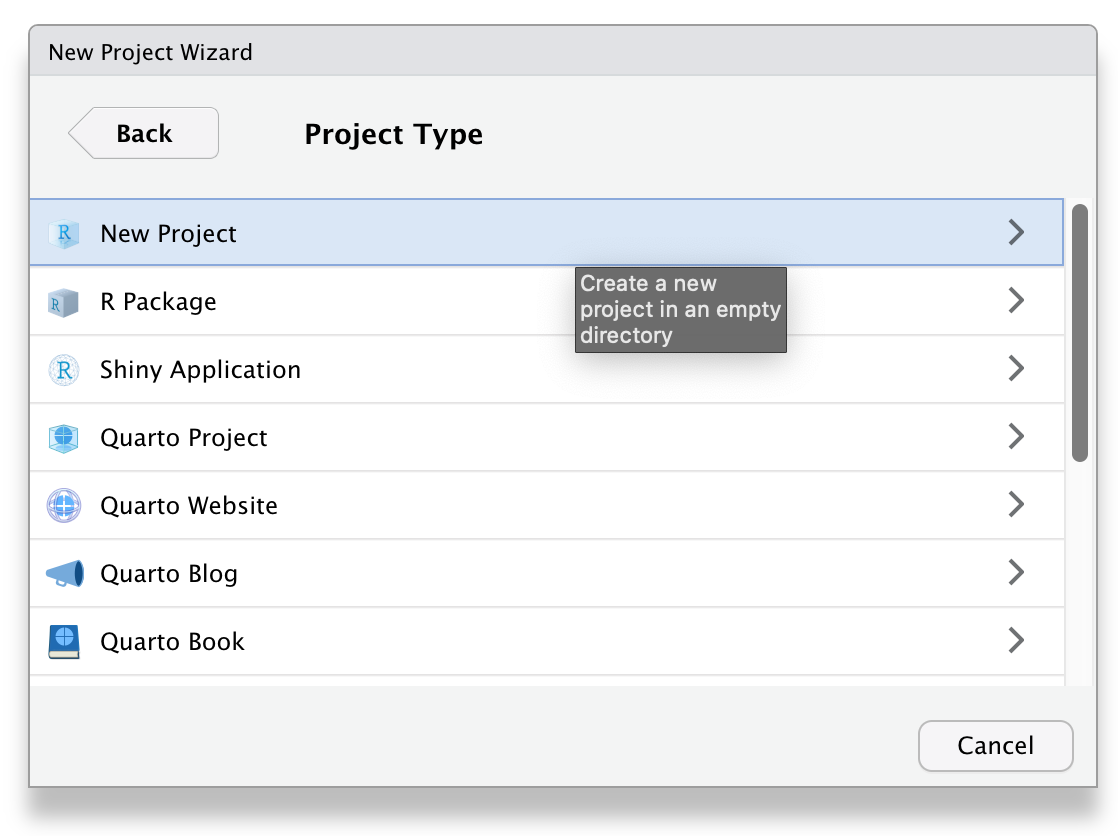 New Project Wizard
Back
Project Type
R New Project
Create a new
project in an empty
directory
R R Package
R Shiny Application
Quarto Project
Quarto Website
Quarto Blog
Quarto Book
Cancel